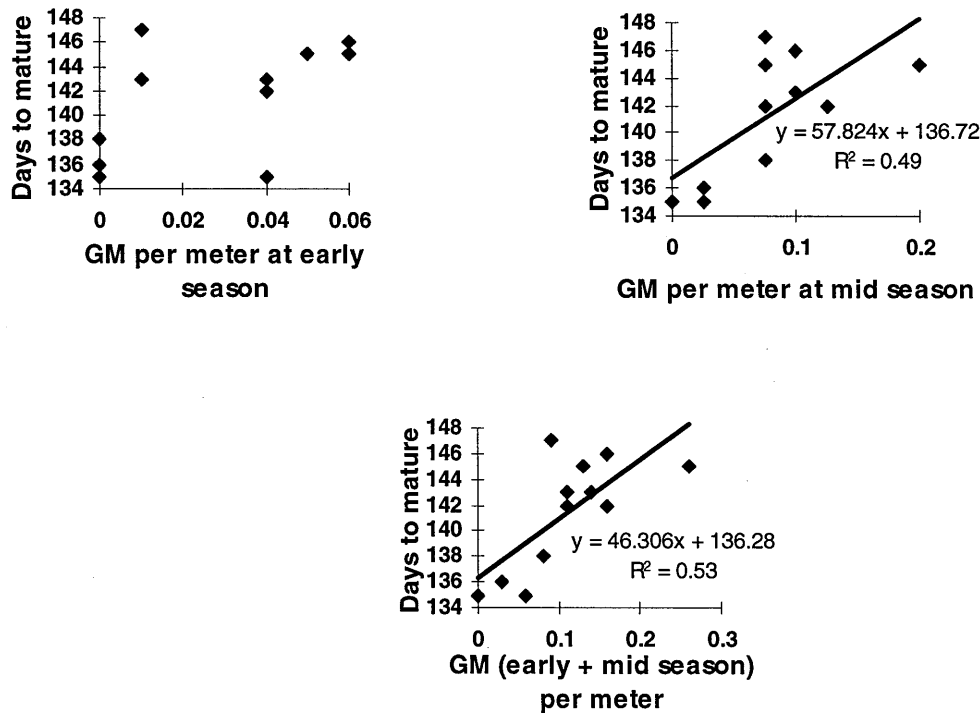 Days to mature
148
146
144
142
140
138
136
134
0
0.02
0.04
0.06
GM per meter at early
season
Days to mature
148
146
144
142
140
138
136
134
y = 57.824x + 136.72
R² = 0.49
0
0.1
0.2
GM per meter at mid season
Days to mature
148
146
144
142
140
138
136
134
y = 46.306x + 136.28
R² = 0.53
0
0.1
0.2
0.3
GM (early + mid season)
per meter